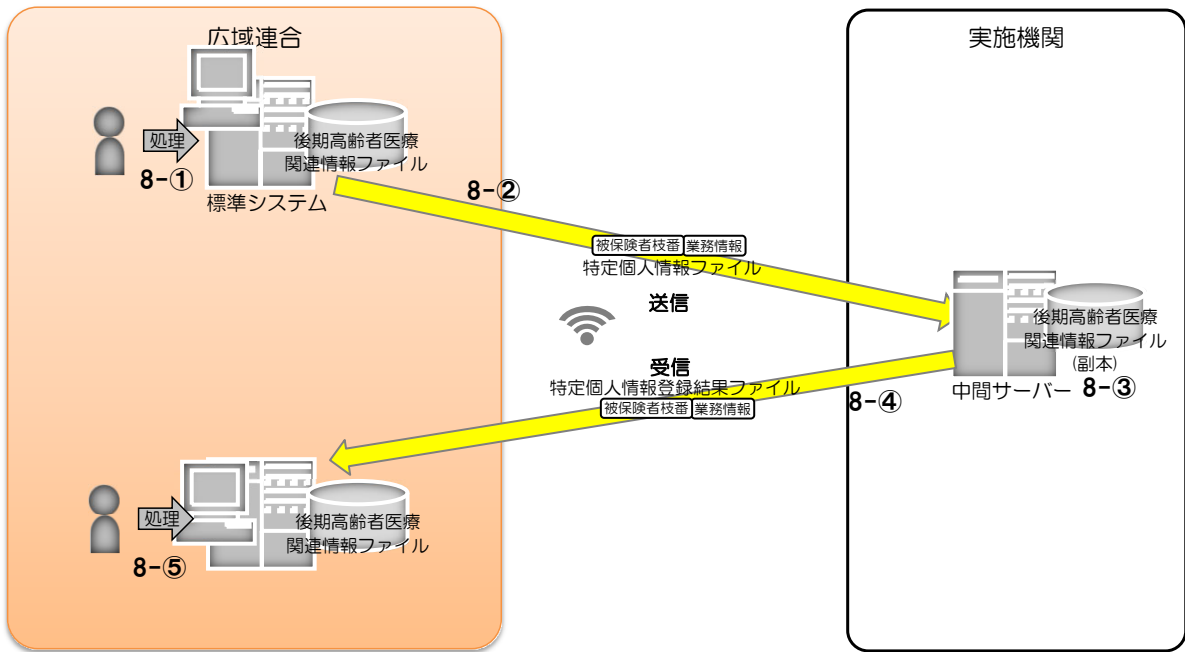 広域連合
処理
8-①
後期高齢者医療
関連情報ファイル
標準システム
8-②
被保険者枝番 業務情報
特定個人情報ファイル
送信
受信
特定個人情報登録結果ファイル
被保険者枝番 業務情報
8-④
実施機関
後期高齢者医療
関連情報ファイル
(副本)
中間サーバー 8-③
処理
8-⑤
後期高齢者医療
関連情報ファイル